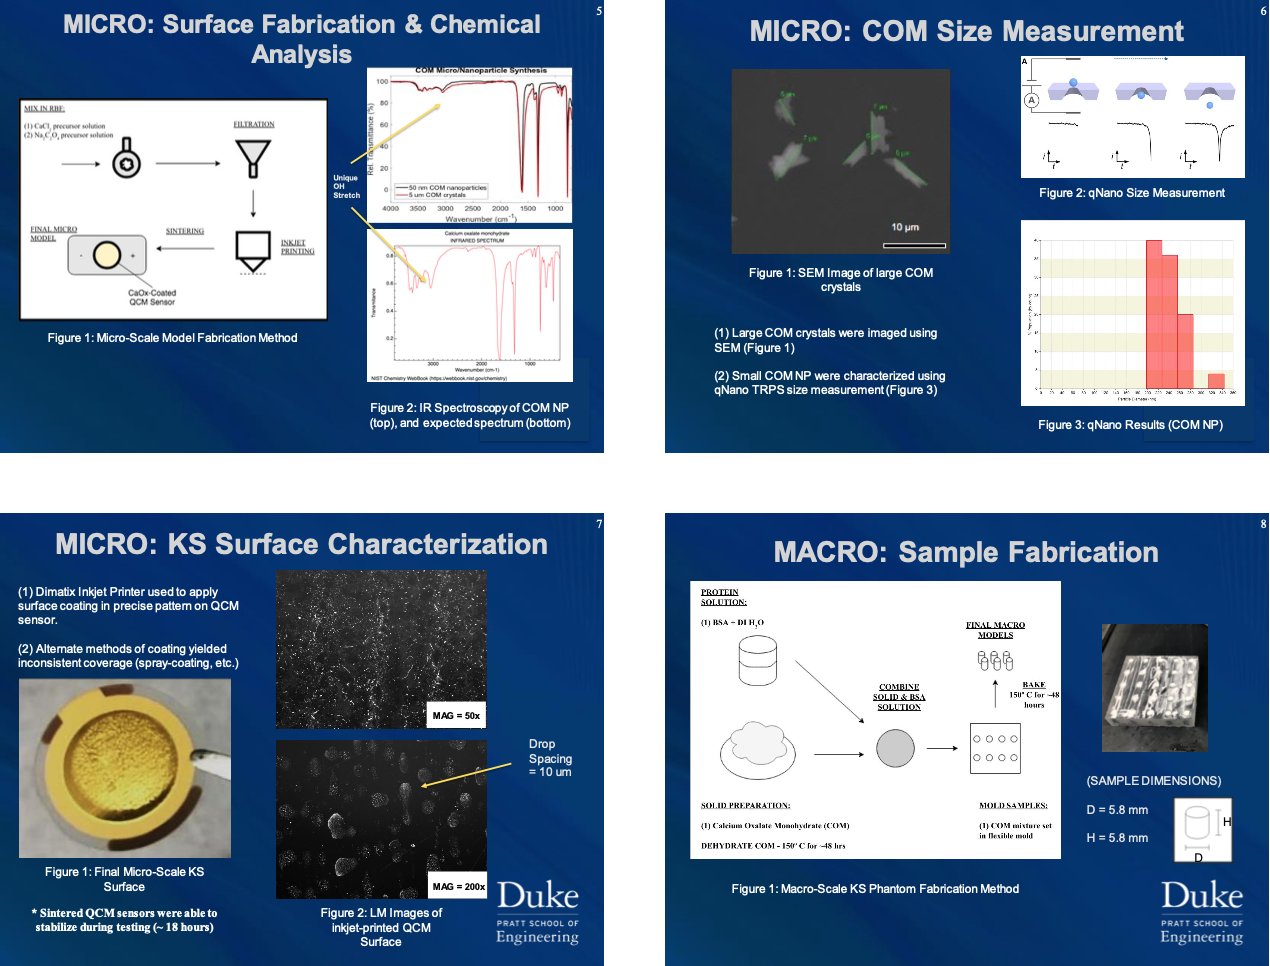 5
MICRO: Surface Fabrication & Chemical
Analysis
MIX IN RBF:
(1) CaCl₂ precursor solution
(2) Na₂C₂O₄ precursor solution
FILTRATION
FINAL MICRO
MODEL
SINTERING
INKJET
PRINTING
- +
CaOx-Coated
QCM Sensor
Figure 1: Micro-Scale Model Fabrication Method
Unique
OH
Stretch
COM Micro/Nanoparticle Synthesis
Rel. Transmittance (%)
100
80
60
40
20
0
50 nm COM nanoparticles
5 um COM crystals
4000 3500 3000 2500 2000 1500 1000
Wavenumber (cm⁻¹)
Calcium oxalate monohydrate
INFRARED SPECTRUM
Transmitance
0.8
0.6
0.4
0.2
3000 2000 1000
Wavenumber (cm-1)
NIST Chemistry WebBook (https://webbook.nist.gov/chemistry)
Figure 2: IR Spectroscopy of COM NP
(top), and expected spectrum (bottom)
6
MICRO: COM Size Measurement
10 µm
Figure 1: SEM Image of large COM
crystals
(1) Large COM crystals were imaged using
SEM (Figure 1)
(2) Small COM NP were characterized using
qNano TRPS size measurement (Figure 3)
A
A
I t
I t
I t
Figure 2: qNano Size Measurement
Figure 3: qNano Results (COM NP)
7
MICRO: KS Surface Characterization
(1) Dimatix Inkjet Printer used to apply
surface coating in precise pattern on QCM
sensor.
(2) Alternate methods of coating yielded
inconsistent coverage (spray-coating, etc.)
Figure 1: Final Micro-Scale KS
Surface
* Sintered QCM sensors were able to
stabilize during testing (~ 18 hours)
MAG = 50x
MAG = 200x
Drop
Spacing
= 10 um
Figure 2: LM Images of
inkjet-printed QCM
Surface
Duke
PRATT SCHOOL OF
Engineering
8
MACRO: Sample Fabrication
PROTEIN
SOLUTION:
(1) BSA + DI H₂O
COMBINE
SOLID & BSA
SOLUTION
FINAL MACRO
MODELS
BAKE
150º C for ~48
hours
SOLID PREPARATION:
(1) Calcium Oxalate Monohydrate (COM)
DEHYDRATE COM - 150º C for ~48 hrs
MOLD SAMPLES:
(1) COM mixture set
in flexible mold
Figure 1: Macro-Scale KS Phantom Fabrication Method
(SAMPLE DIMENSIONS)
D = 5.8 mm
H = 5.8 mm
H
D
Duke
PRATT SCHOOL OF
Engineering